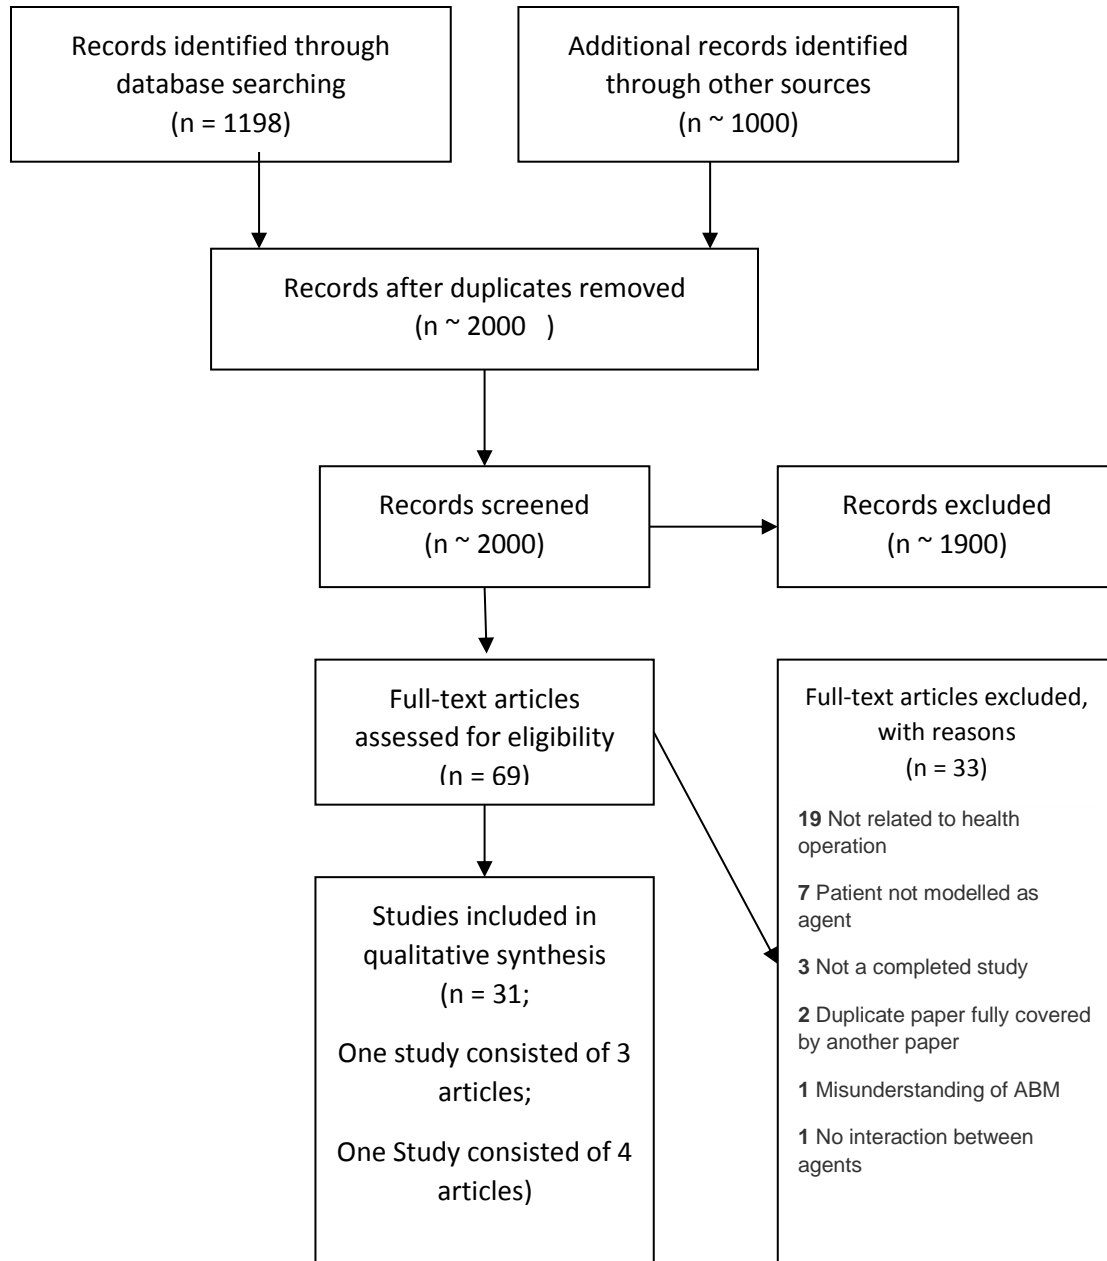 Records identified through
database searching
(n = 1198)
Additional records identified
through other sources
(n ~ 1000)
Records after duplicates removed
(n ~ 2000   )
Records screened
(n ~ 2000)
Records excluded
(n ~ 1900)
Full-text articles
assessed for eligibility
(n = 69)
Full-text articles excluded,
with reasons
(n = 33)
19 Not related to health
operation
7 Patient not modelled as
agent
3 Not a completed study
2 Duplicate paper fully covered
by another paper
1 Misunderstanding of ABM
1 No interaction between
agents
Studies included in
qualitative synthesis
(n = 31;
One study consisted of 3
articles;
One Study consisted of 4
articles)